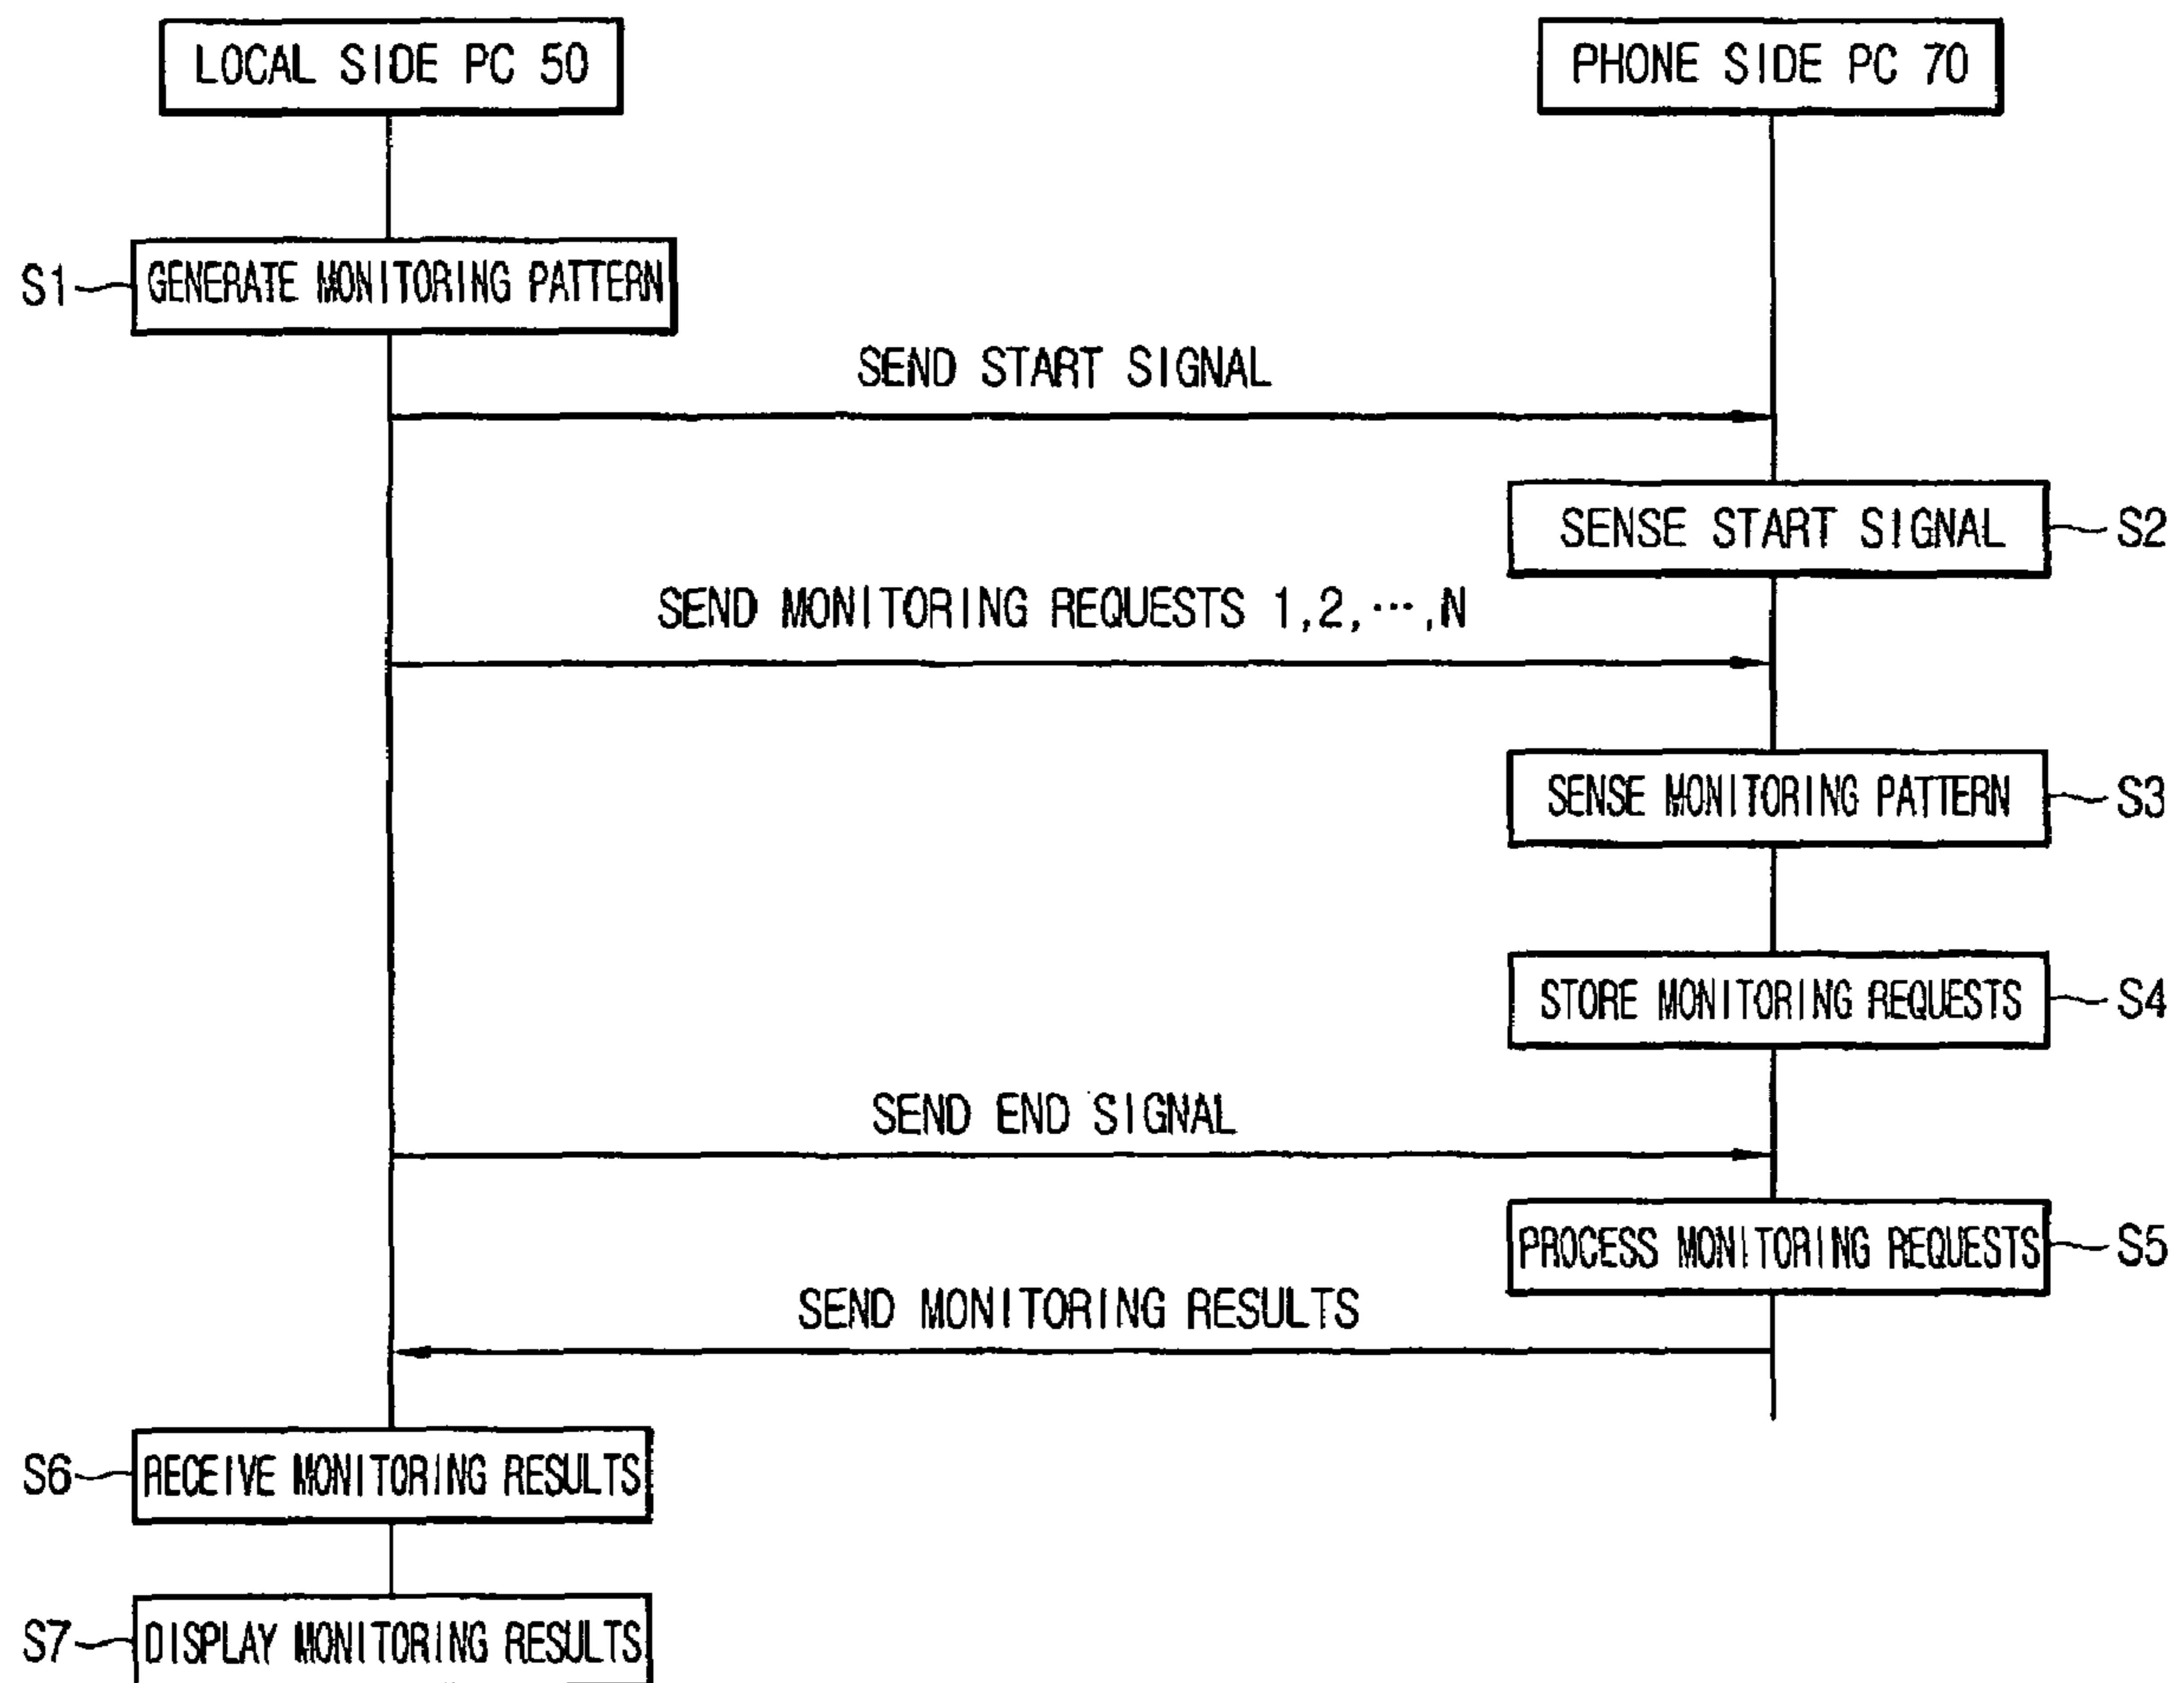 LOCAL SIDE PC 50
PHONE SIDE PC 70
S1
GENERATE MONITORING PATTERN
SEND START SIGNAL
SENSE START SIGNAL
S2
SEND MONITORING REQUESTS 1,2,···,N
SENSE MONITORING PATTERN
S3
STORE MONITORING REQUESTS
S4
SEND END SIGNAL
PROCESS MONITORING REQUESTS
S5
SEND MONITORING RESULTS
S6
RECEIVE MONITORING RESULTS
S7
DISPLAY MONITORING RESULTS